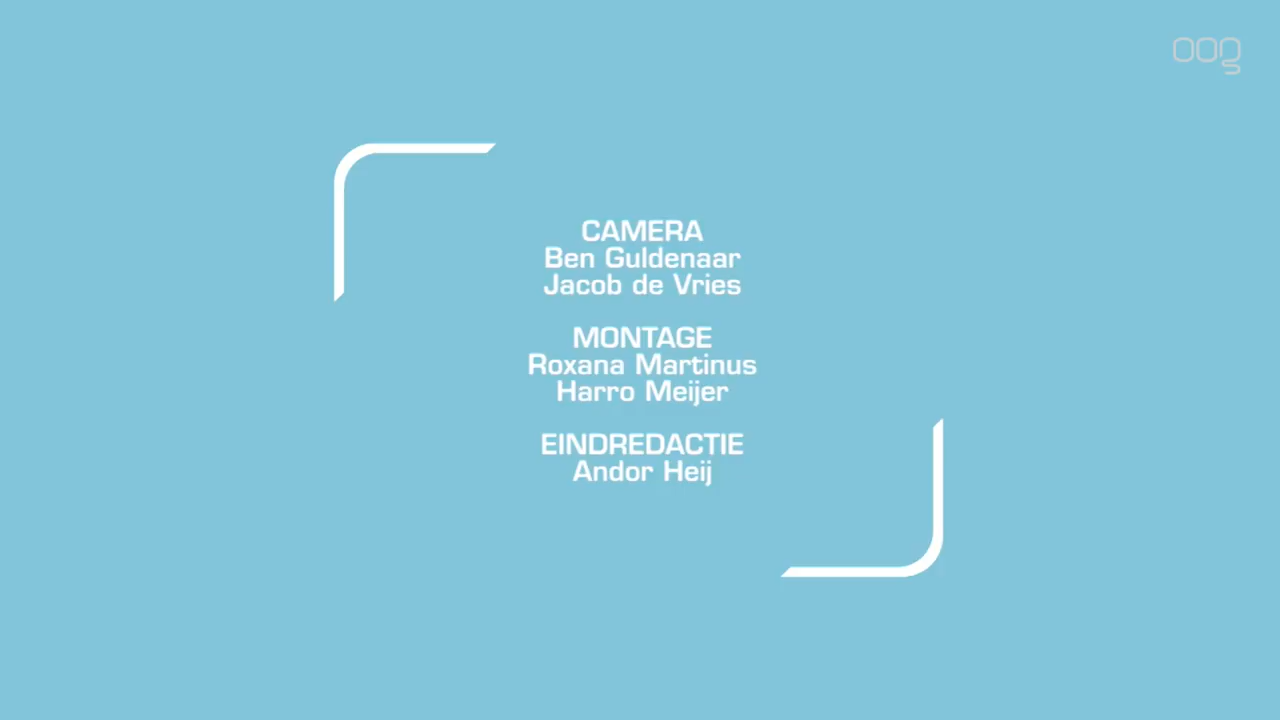 oog
CAMERA
Ben Guldenaar
Jacob de Vries
MONTAGE
Roxana Martinus
Harro Meijer
EINDREDACTIE
Andor Heij